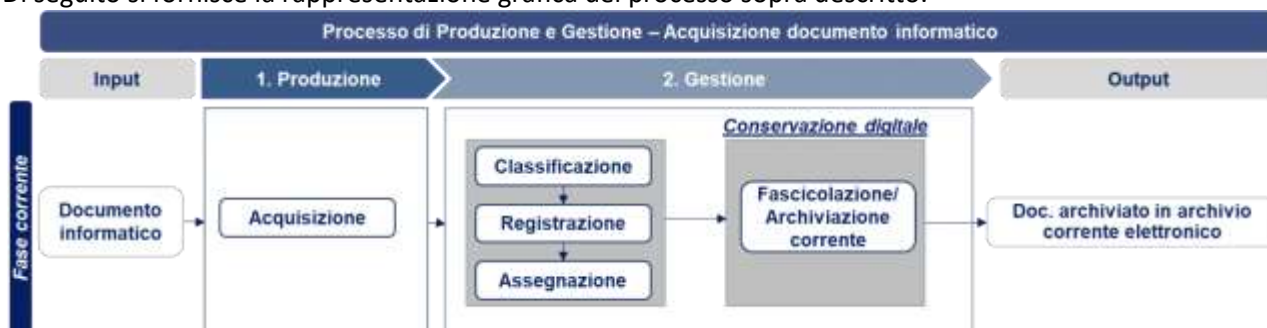 Di seguito si fornisce la rappresentazione grafica del processo sopra descritto:
Processo di Produzione e Gestione – Acquisizione documento informatico
Input
1. Produzione
2. Gestione
Output
Fase corrente
Documento
informatico
Acquisizione
Classificazione
Registrazione
Assegnazione
Conservazione digitale
Fascicolazione/
Archiviazione
corrente
Doc. archiviato in archivio
corrente elettronico